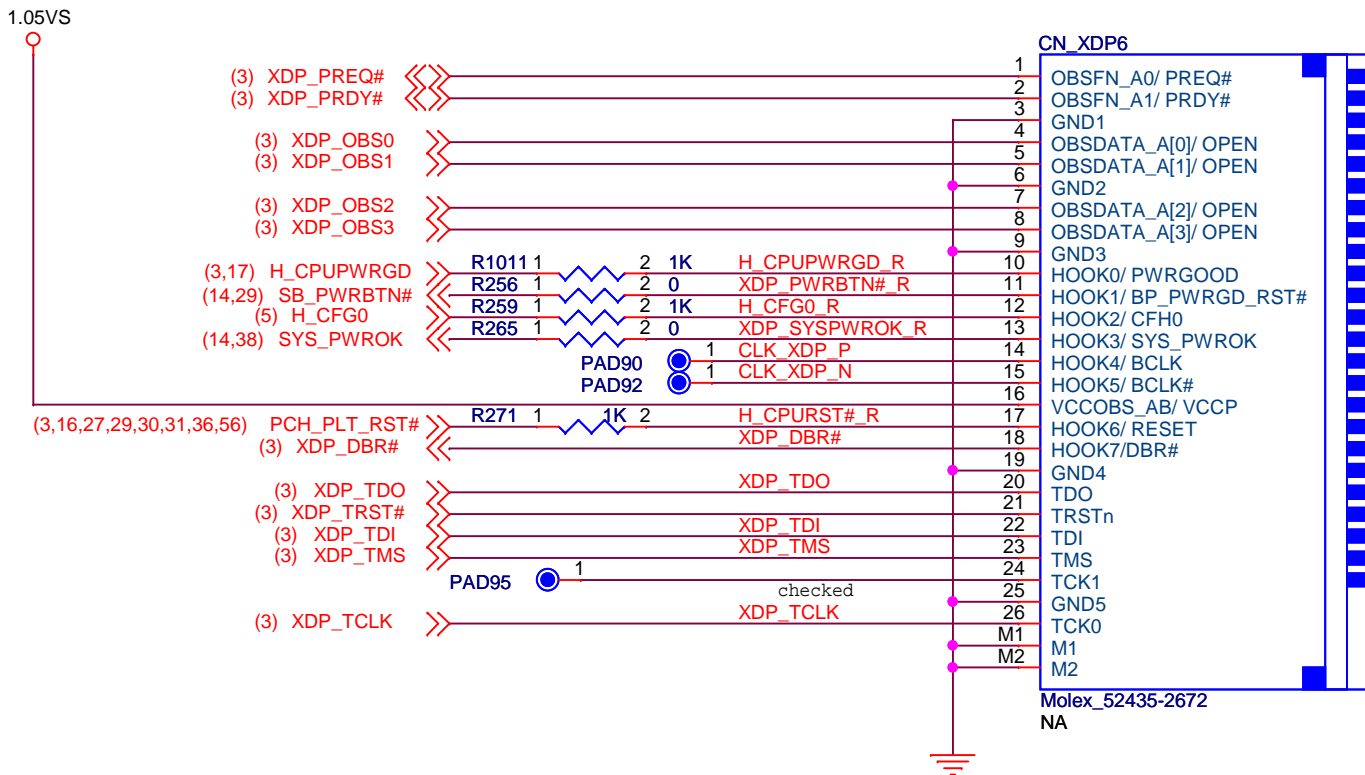 1.05VS
CN_XDP6
(3) XDP_PREQ# 1 OBSFN_A0/ PREQ#
(3) XDP_PRDY# 2 OBSFN_A1/ PRDY#
3 GND1
(3) XDP_OBS0 4 OBSDATA_A[0]/ OPEN
(3) XDP_OBS1 5 OBSDATA_A[1]/ OPEN
6 GND2
(3) XDP_OBS2 7 OBSDATA_A[2]/ OPEN
(3) XDP_OBS3 8 OBSDATA_A[3]/ OPEN
9 GND3
(3,17) H_CPUPWRGD R1011 1 2 1K H_CPUPWRGD_R 10 HOOK0/ PWRGOOD
(14,29) SB_PWRBTN# R256 1 2 0 XDP_PWRBTN#_R 11 HOOK1/ BP_PWRGD_RST#
(5) H_CFG0 R259 1 2 1K H_CFG0_R 12 HOOK2/ CFH0
(14,38) SYS_PWROK R265 1 2 0 XDP_SYSPWROK_R 13 HOOK3/ SYS_PWROK
PAD90 1 CLK_XDP_P 14 HOOK4/ BCLK
PAD92 1 CLK_XDP_N 15 HOOK5/ BCLK#
16 VCCOBS_AB/ VCCP
(3,16,27,29,30,31,36,56) PCH_PLT_RST# R271 1 1K 2 H_CPURST#_R 17 HOOK6/ RESET
(3) XDP_DBR# XDP_DBR# 18 HOOK7/DBR#
19 GND4
(3) XDP_TDO XDP_TDO 20 TDO
(3) XDP_TRST# 21 TRSTn
(3) XDP_TDI XDP_TDI 22 TDI
(3) XDP_TMS XDP_TMS 23 TMS
PAD95 1 24 TCK1
checked 25 GND5
(3) XDP_TCLK XDP_TCLK 26 TCK0
M1 M1
M2 M2
Molex_52435-2672
NA